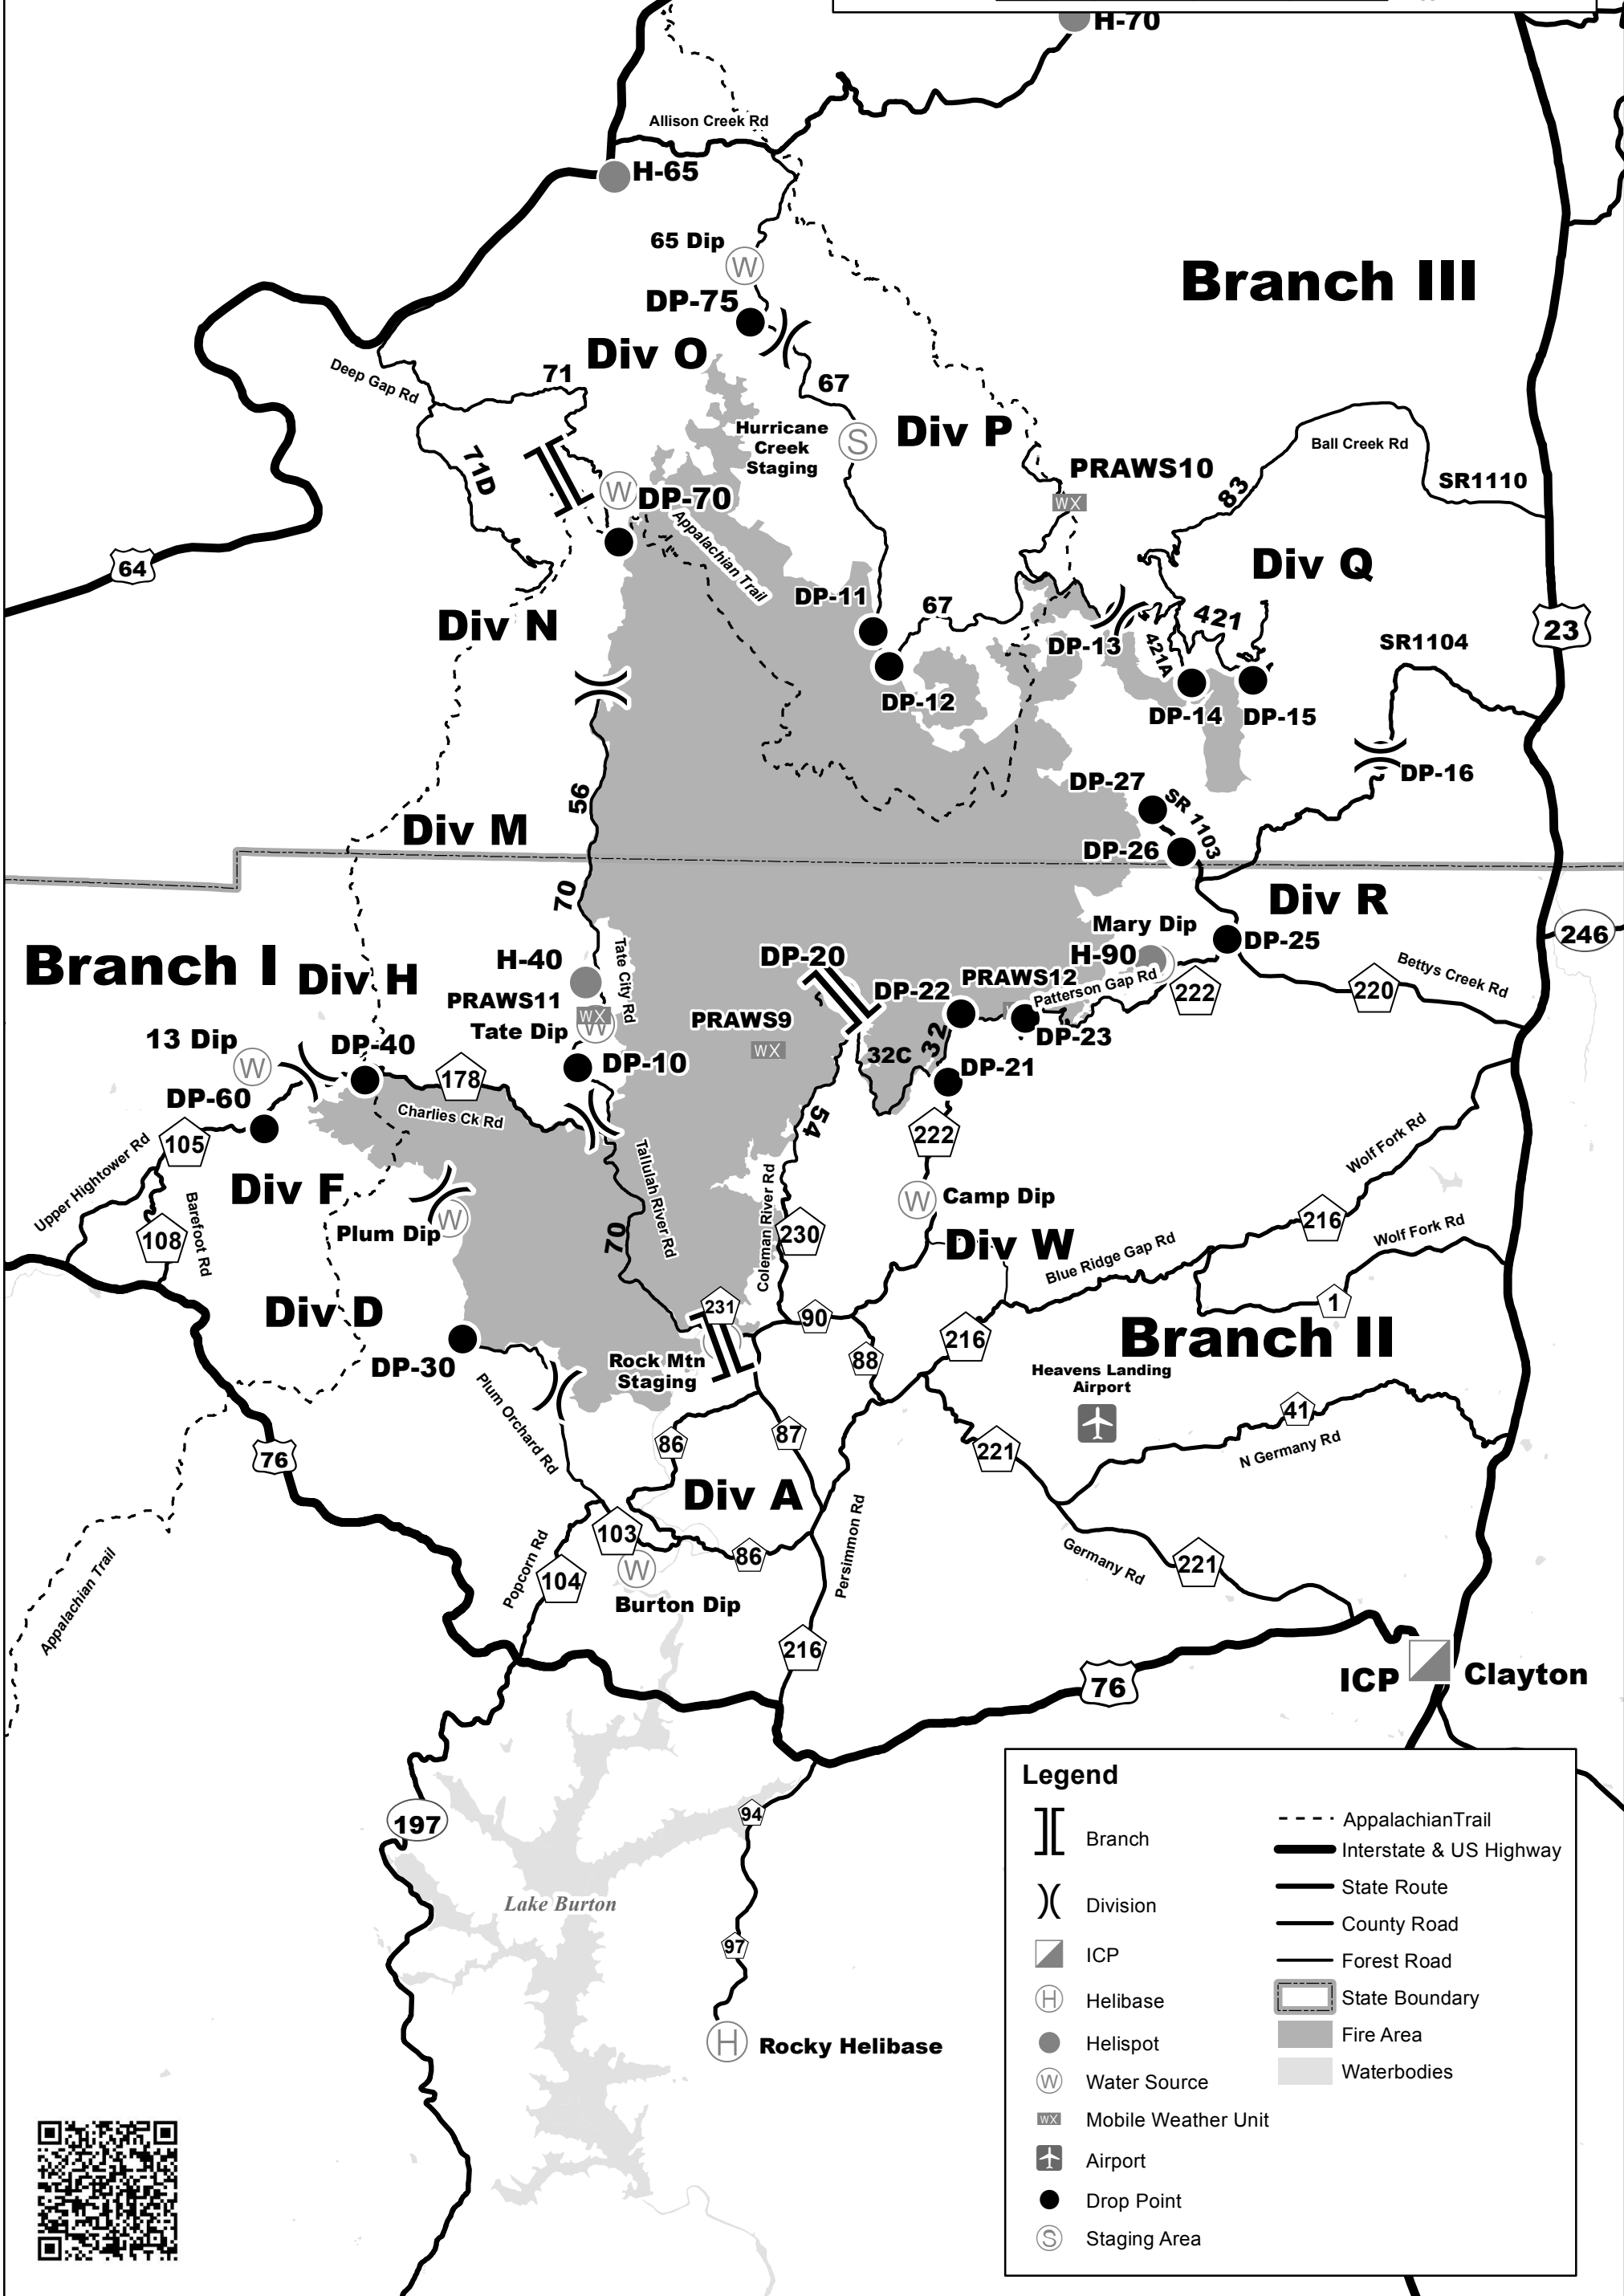 H-70
Allison Creek Rd
H-65
65 Dip
W
Branch III
DP-75
Div O
Deep Gap Rd
71
67
Hurricane
Creek
Staging
S
Div P
Ball Creek Rd
71D
PRAWS10
WX
83
SR1110
W
DP-70
Appalachian Trail
64
Div Q
DP-11
67
421
Div N
23
DP-13
421A
SR1104
DP-12
DP-14
DP-15
DP-16
DP-27
SR 1103
56
Div M
DP-26
70
Div R
Mary Dip
246
Branch I
Div H
H-40
Tate City Rd
DP-20
H-90
DP-25
Bettys Creek Rd
PRAWS11
WX
DP-22
PRAWS12
Patterson Gap Rd
222
220
Tate Dip
W
PRAWS9
WX
13 Dip
W
DP-40
32C
32
DP-23
178
DP-10
DP-21
DP-60
Charlies Ck Rd
54
105
222
Upper Hightower Rd
Wolf Fork Rd
Tallulah River Rd
Div F
Coleman River Rd
W
Camp Dip
108
Barefoot Rd
Plum Dip
W
70
230
Div W
216
Wolf Fork Rd
Blue Ridge Gap Rd
Div D
231
90
1
216
Branch II
DP-30
Rock Mtn
Staging
88
Heavens Landing
Airport
Plum Orchard Rd
41
76
86
87
221
N Germany Rd
Div A
103
Persimmon Rd
Popcorn Rd
86
Germany Rd
221
104
W
Appalachian Trail
Burton Dip
216
76
ICP
Clayton
197
94
Lake Burton
97
H
Rocky Helibase
Legend
Branch
Division
ICP
H
Helibase
Helispot
W
Water Source
WX
Mobile Weather Unit
Airport
Drop Point
S
Staging Area
AppalachianTrail
Interstate & US Highway
State Route
County Road
Forest Road
State Boundary
Fire Area
Waterbodies